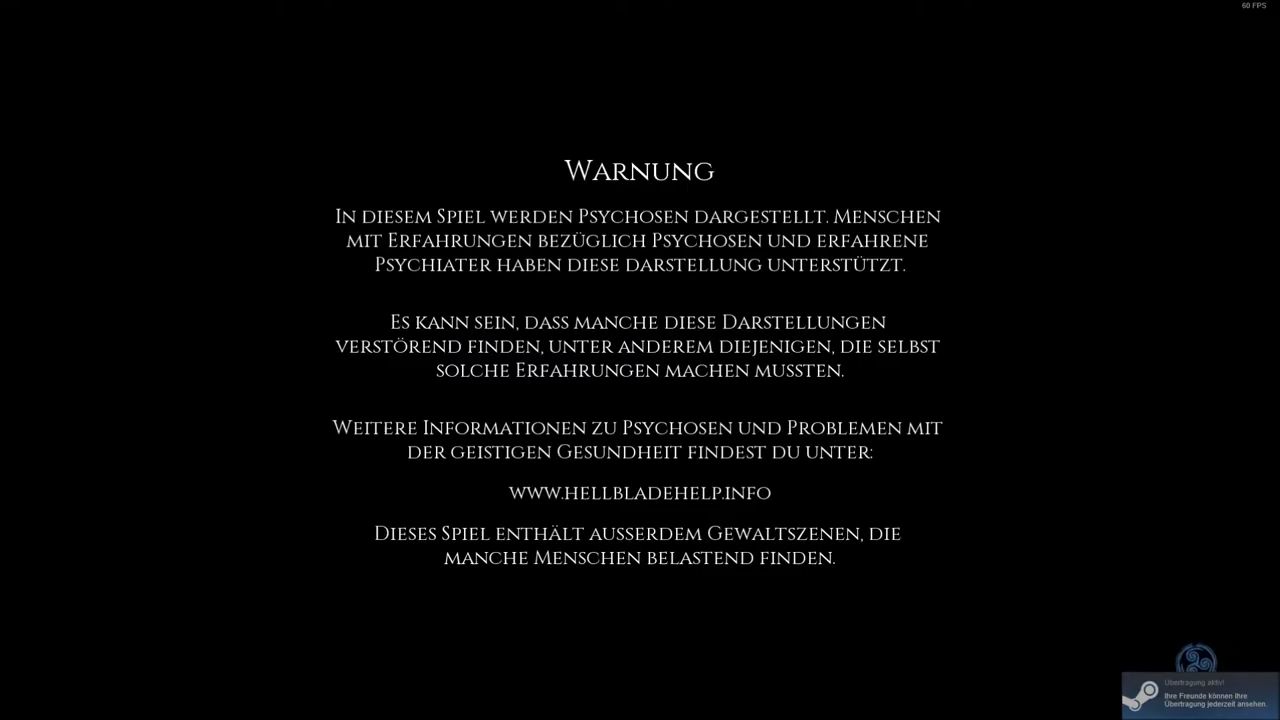 60 FPS
Warnung
In diesem Spiel werden Psychosen dargestellt. Menschen
mit Erfahrungen bezüglich Psychosen und erfahrene
Psychiater haben diese darstellung unterstützt.
Es kann sein, dass manche diese Darstellungen
verstörend finden, unter anderem diejenigen, die selbst
solche Erfahrungen machen mussten.
Weitere Informationen zu Psychosen und Problemen mit
der geistigen Gesundheit findest du unter:
www.hellbladehelp.info
Dieses Spiel enthält ausserdem Gewaltszenen, die
manche Menschen belastend finden.
Übertragung aktiv!
Ihre Freunde können Ihre
Übertragung jederzeit ansehen.